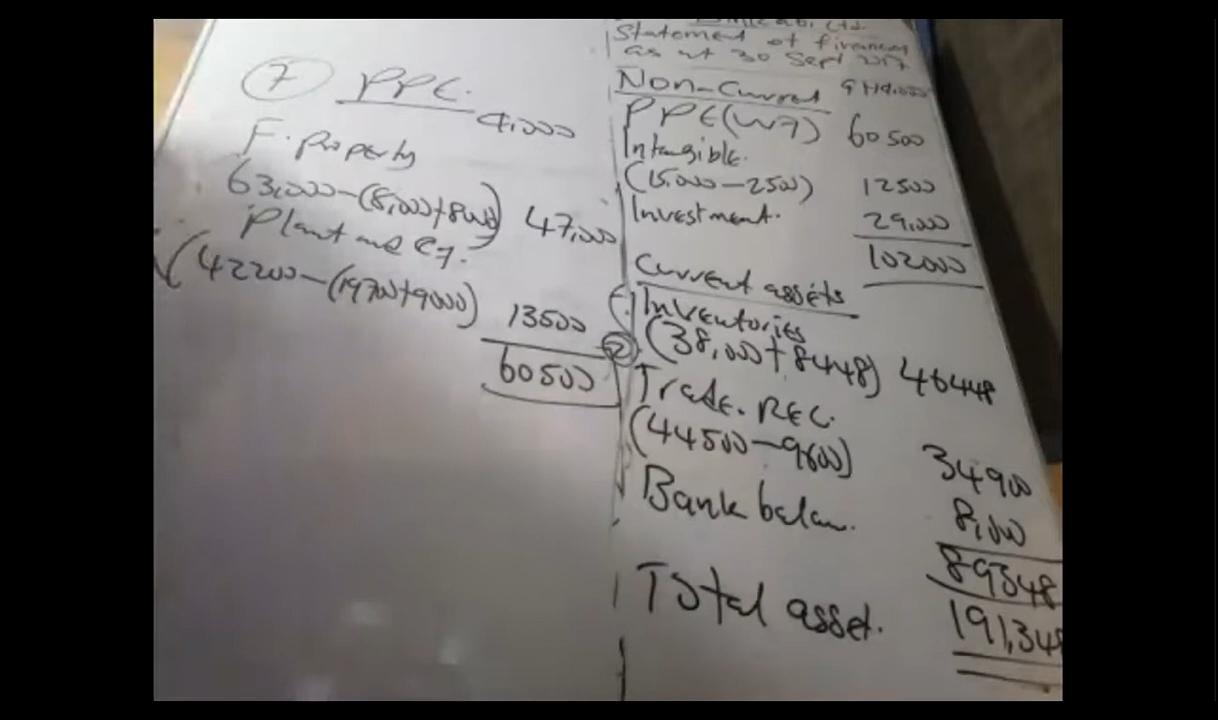 7 PPE.
₵'000
F. Property
63,000-(8,000+8000) 47,000
Plant and Eq.
(42200-(19700+9000) 13500
60500
Statement of financial
as at 30 Sept 2017
Non-Current
PPE(W7) 60500
Intangible.
(15,000-2500) 12500
Investment. 29,000
102000
Current assets
Inventories
(38,000+8448) 46448
Trade. REC.
(44500-9600) 34900
Bank balan. 8,000
89348
Total asset. 191,348